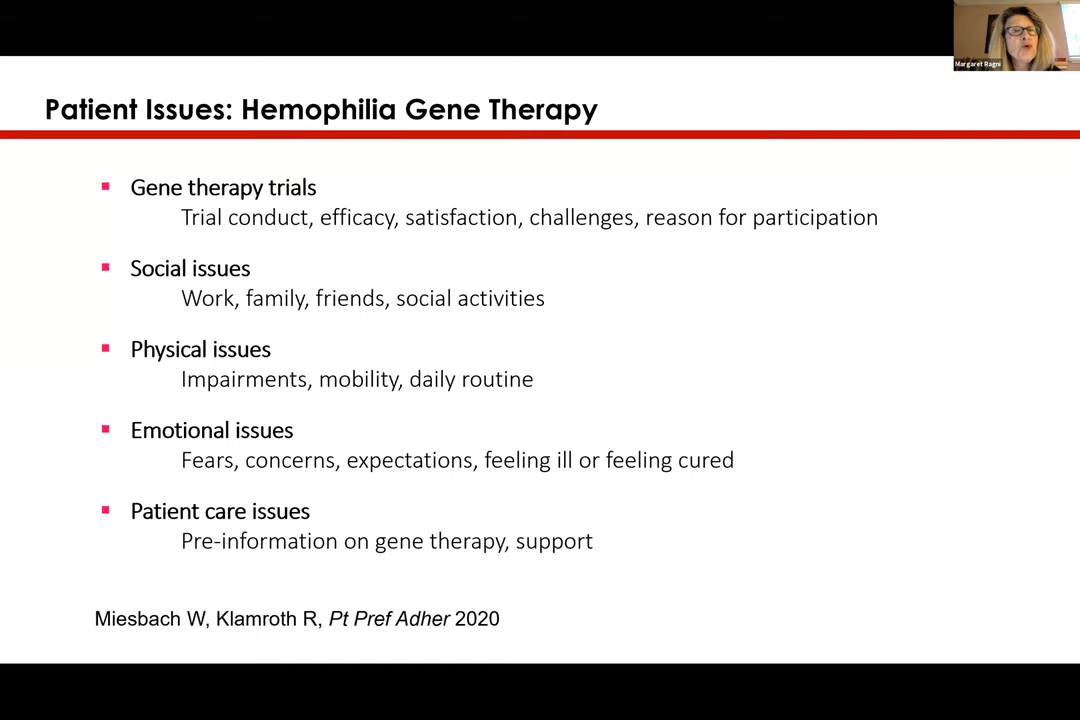 Margaret Ragni
Patient Issues: Hemophilia Gene Therapy
Gene therapy trials
Trial conduct, efficacy, satisfaction, challenges, reason for participation
Social issues
Work, family, friends, social activities
Physical issues
Impairments, mobility, daily routine
Emotional issues
Fears, concerns, expectations, feeling ill or feeling cured
Patient care issues
Pre-information on gene therapy, support
Miesbach W, Klamroth R, Pt Pref Adher 2020